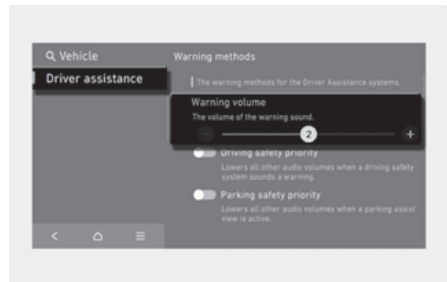 Vehicle
Warning methods
Driver assistance
The warning methods for the Driver Assistance systems.
Warning volume
The volume of the warning sound.
2
Driving safety priority
Lowers all other audio volumes when a driving safety
system sounds a warning.
Parking safety priority
Lowers all other audio volumes when a parking assist
view is active.